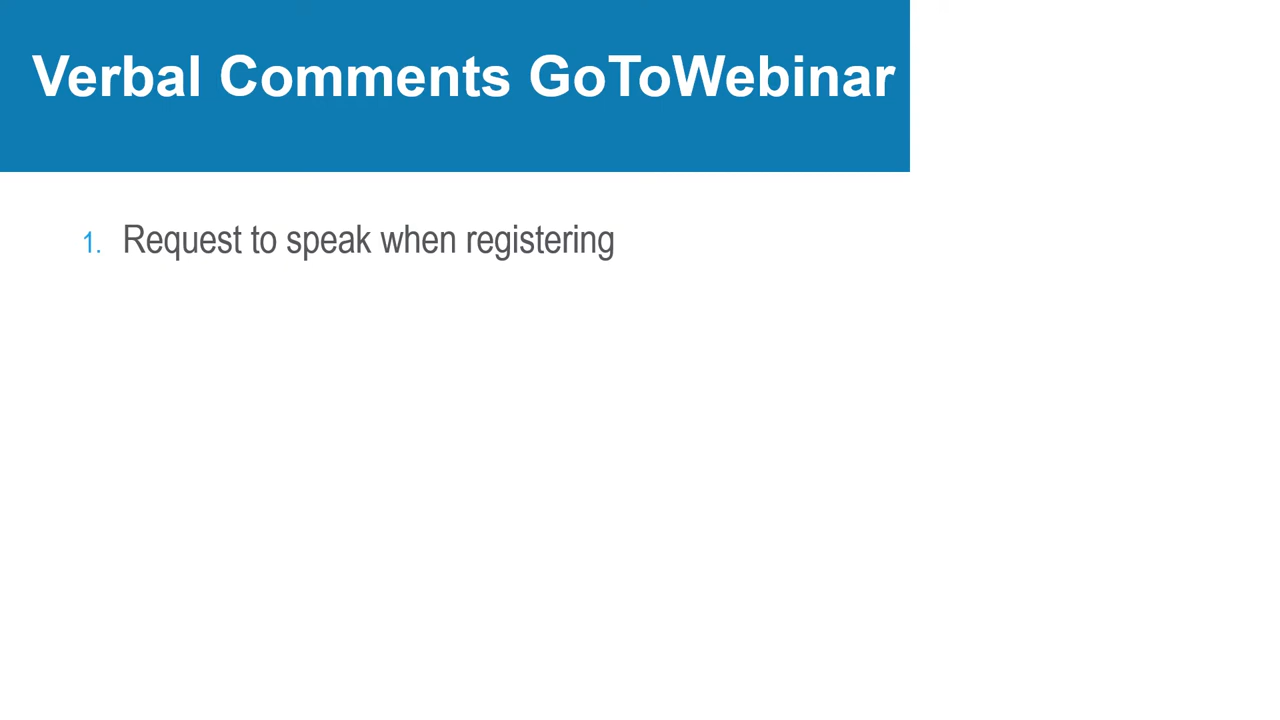 Verbal Comments GoToWebinar
1. Request to speak when registering